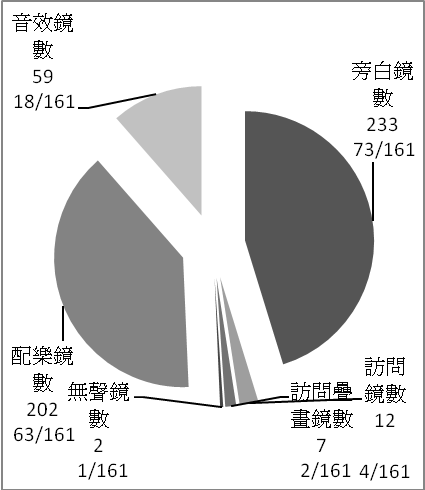 音效鏡
數
59
18/161
旁白鏡
數
233
73/161
配樂鏡
數
202
63/161
無聲鏡
數
2
1/161
訪問疊
畫鏡數
7
2/161
訪問
鏡數
12
4/161